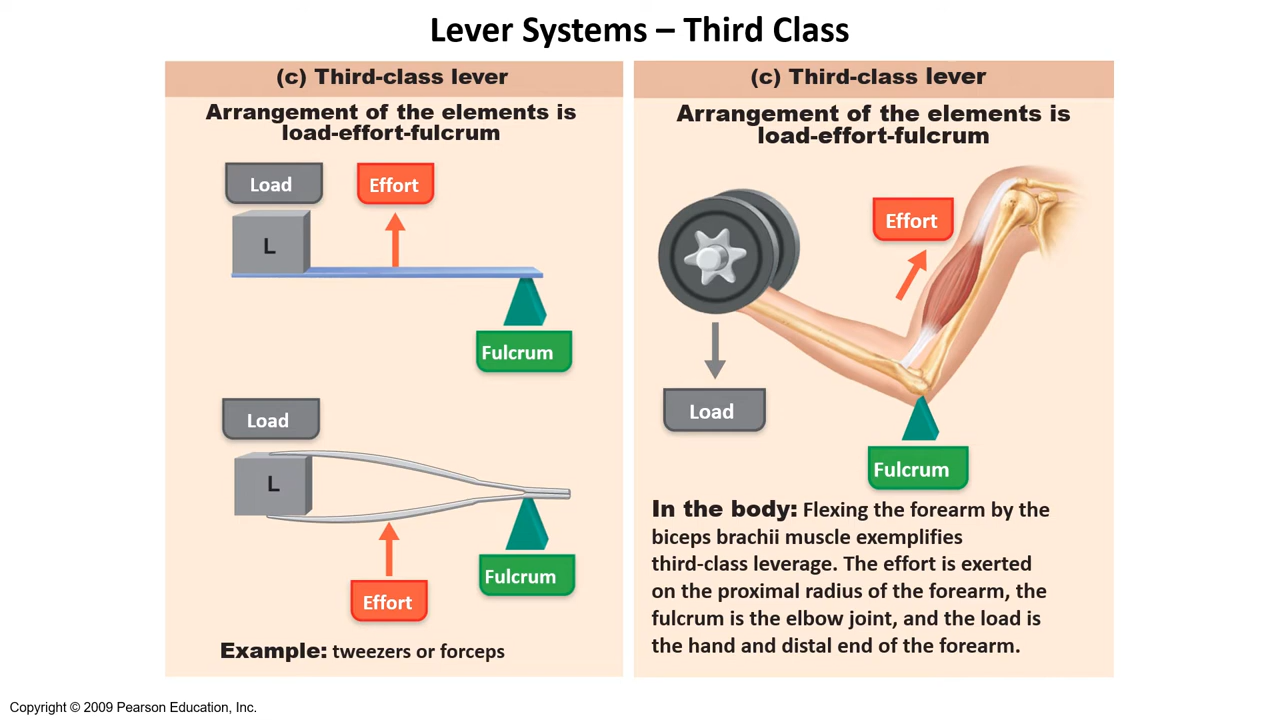 Lever Systems – Third Class
(c) Third-class lever
Arrangement of the elements is
load-effort-fulcrum
Load
Effort
L
Fulcrum
Load
L
Fulcrum
Effort
Example: tweezers or forceps
(c) Third-class lever
Arrangement of the elements is
load-effort-fulcrum
Effort
Load
Fulcrum
In the body: Flexing the forearm by the
biceps brachii muscle exemplifies
third-class leverage. The effort is exerted
on the proximal radius of the forearm, the
fulcrum is the elbow joint, and the load is
the hand and distal end of the forearm.
Copyright © 2009 Pearson Education, Inc.